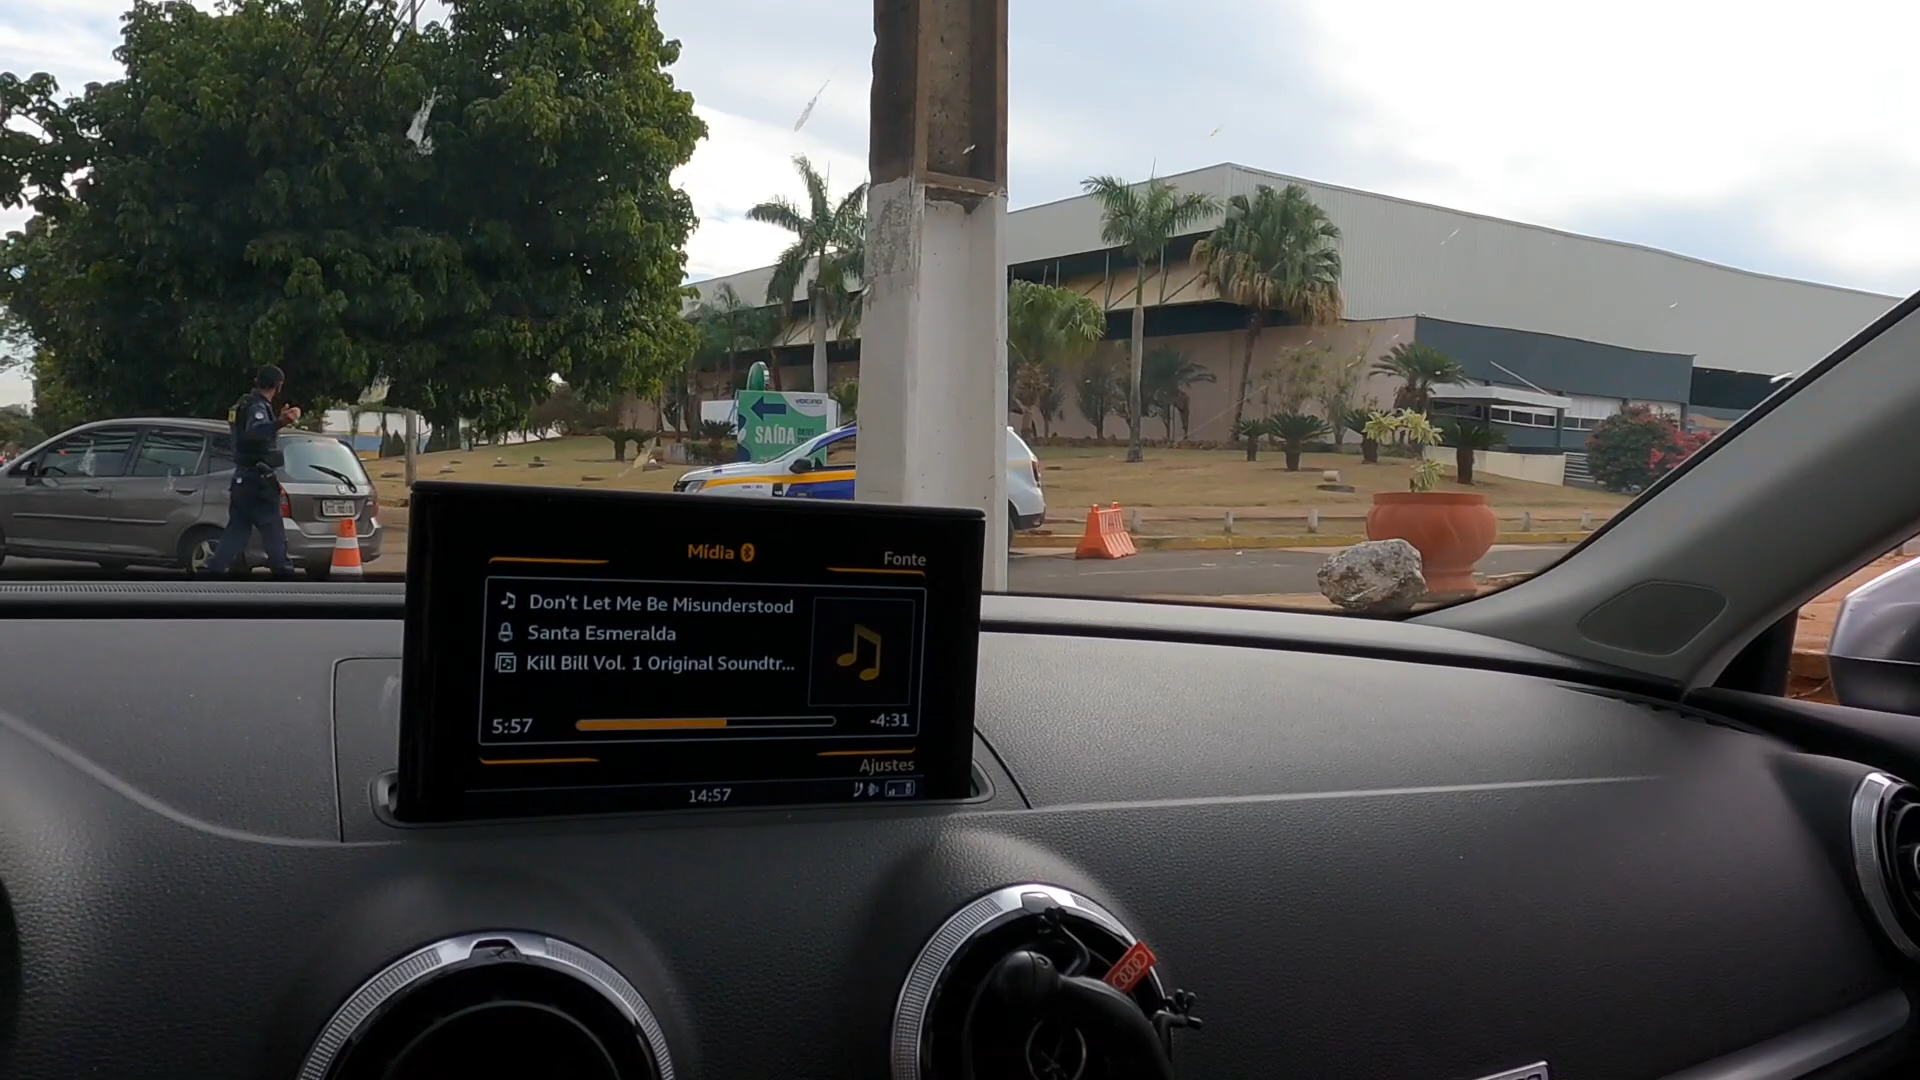 SAÍDA
Mídia
Fonte
Don't Let Me Be Misunderstood
Santa Esmeralda
Kill Bill Vol. 1 Original Soundtr...
5:57
-4:31
Ajustes
14:57